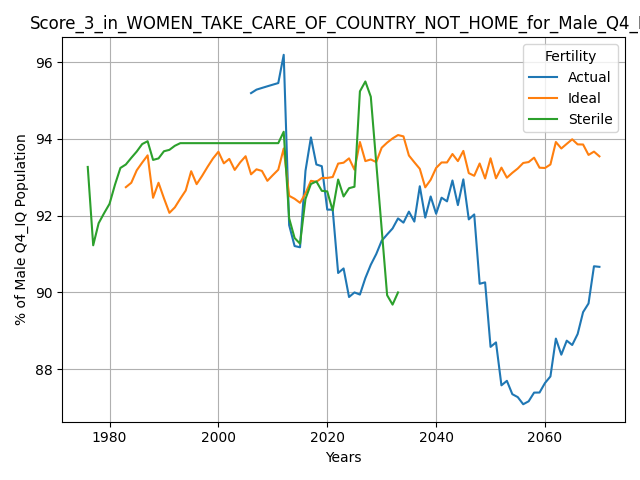 Score_3_in_WOMEN_TAKE_CARE_OF_COUNTRY_NOT_HOME_for_Male_Q4_I
96
94
92
90
88
% of Male Q4_IQ Population
Fertility
Actual
Ideal
Sterile
1980
2000
2020
2040
2060
Years